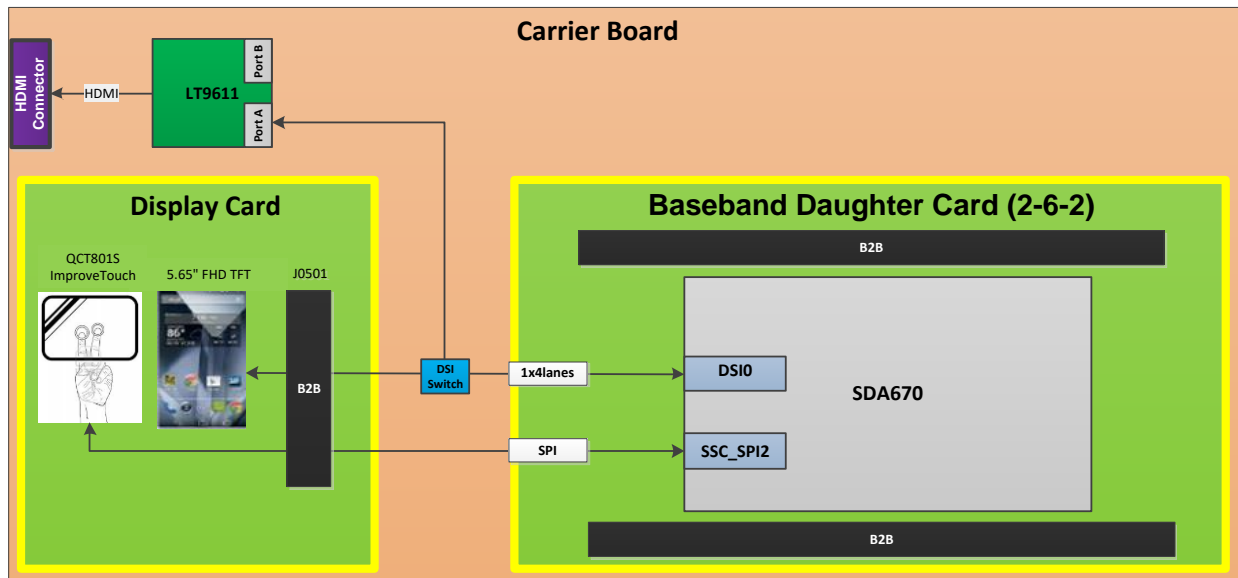 Carrier Board
HDMI
Connector
HDMI
LT9611
Port B
Port A
Display Card
QCT801S
ImproveTouch
5.65" FHD TFT
J0501
B2B
DSI
Switch
1x4lanes
SPI
Baseband Daughter Card (2-6-2)
B2B
DSI0
SDA670
SSC_SPI2
B2B